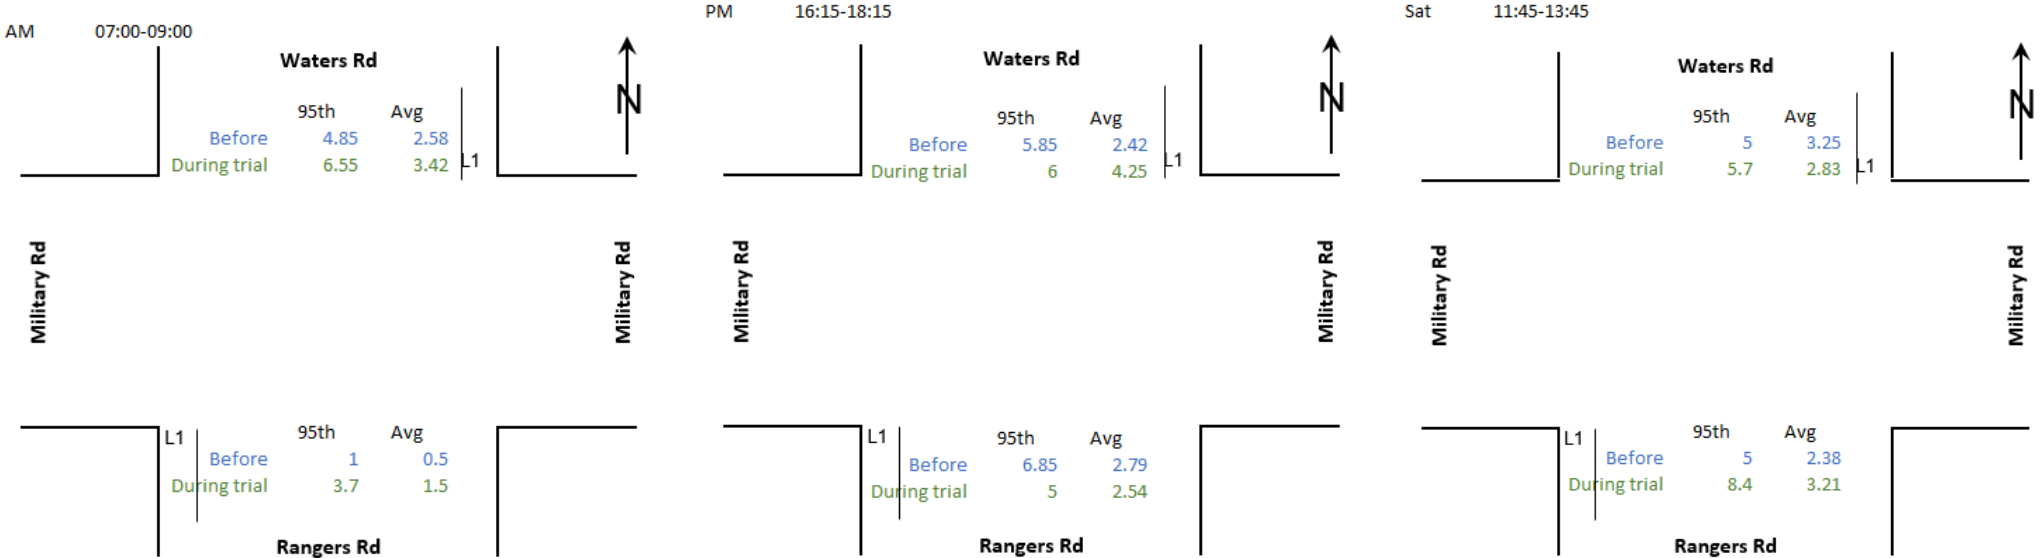 AM 07:00-09:00
Waters Rd
N
95th Avg
Before 4.85 2.58
During trial 6.55 3.42
L1
Military Rd
Military Rd
L1
95th Avg
Before 1 0.5
During trial 3.7 1.5
Rangers Rd
PM 16:15-18:15
Waters Rd
N
95th Avg
Before 5.85 2.42
During trial 6 4.25
L1
Military Rd
Military Rd
L1
95th Avg
Before 6.85 2.79
During trial 5 2.54
Rangers Rd
Sat 11:45-13:45
Waters Rd
N
95th Avg
Before 5 3.25
During trial 5.7 2.83
L1
Military Rd
Military Rd
L1
95th Avg
Before 5 2.38
During trial 8.4 3.21
Rangers Rd